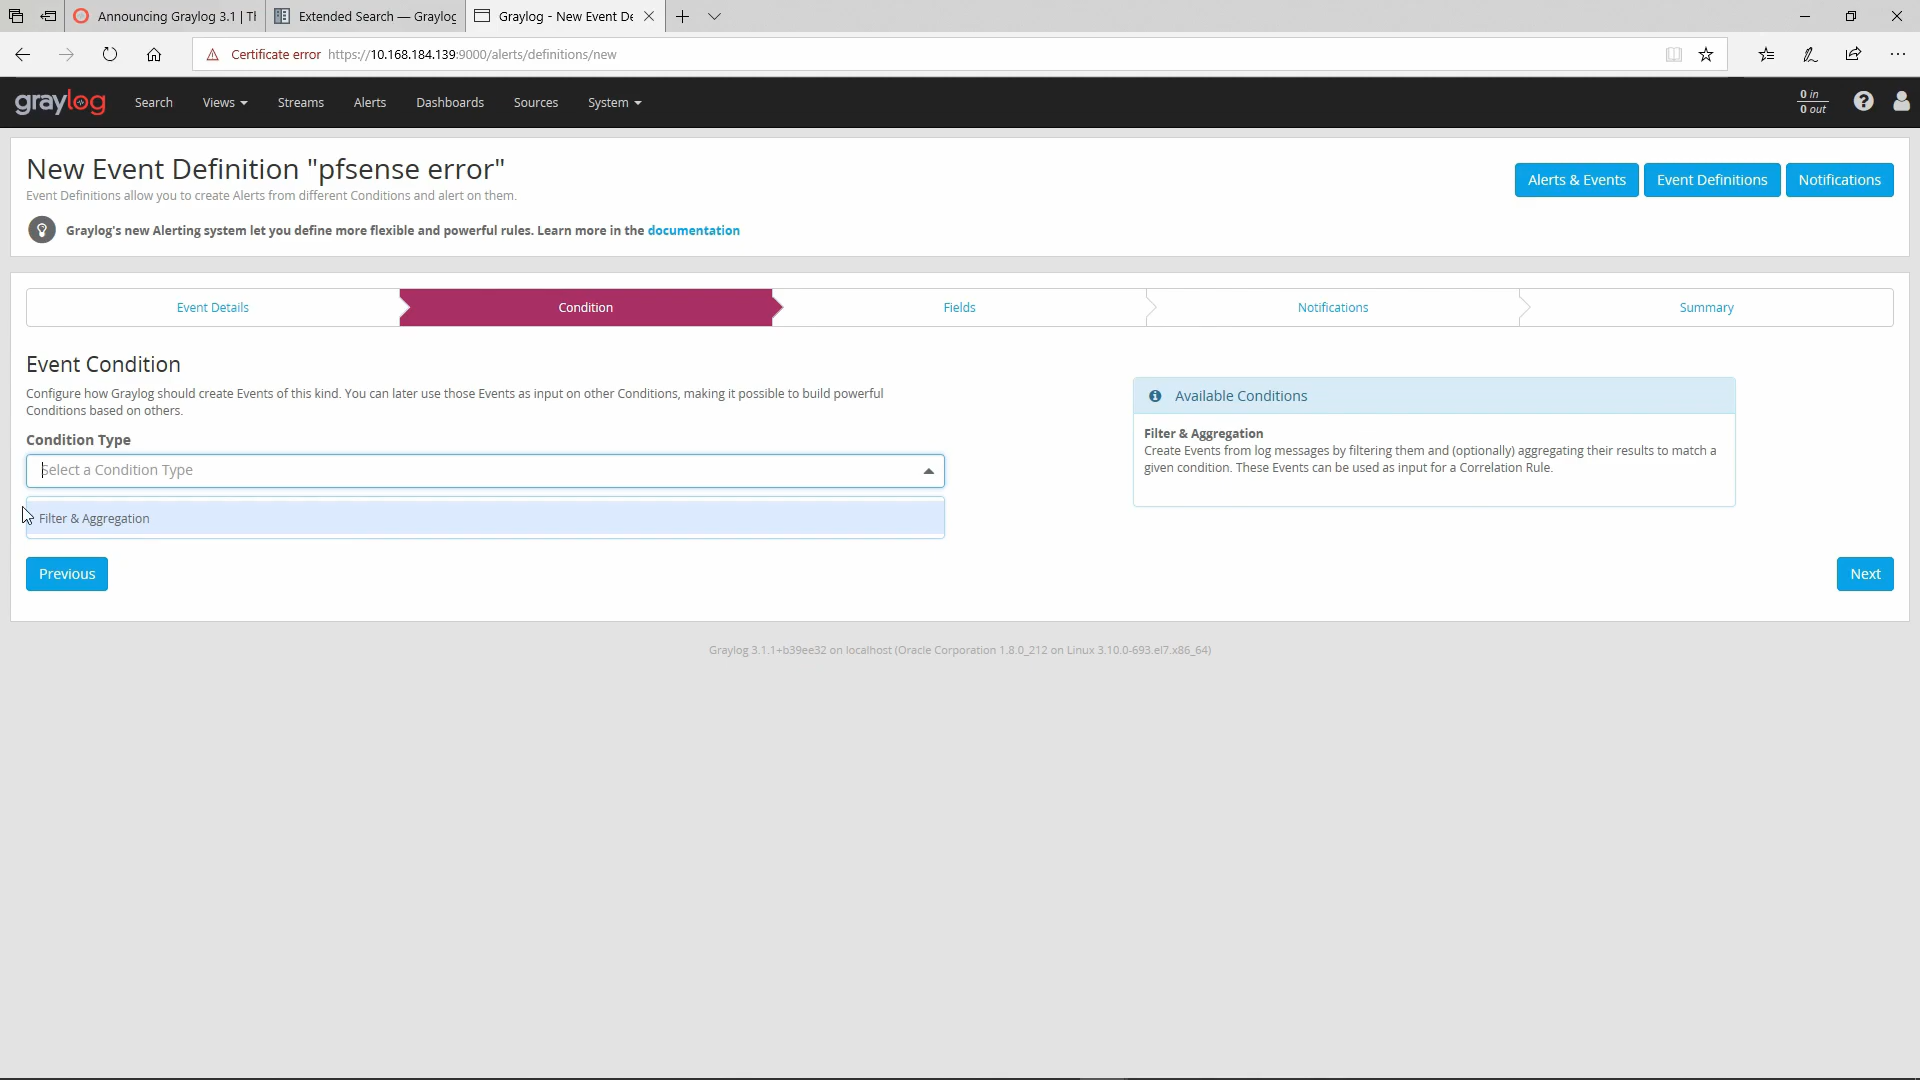 Announcing Graylog 3.1 | Th
Extended Search — Graylog
Graylog - New Event De
Certificate error https://10.168.184.139:9000/alerts/definitions/new
graylog
Search
Views
Streams
Alerts
Dashboards
Sources
System
0 in
0 out
New Event Definition "pfsense error"
Event Definitions allow you to create Alerts from different Conditions and alert on them.
Alerts & Events
Event Definitions
Notifications
Graylog's new Alerting system let you define more flexible and powerful rules. Learn more in the documentation
Event Details
Condition
Fields
Notifications
Summary
Event Condition
Configure how Graylog should create Events of this kind. You can later use those Events as input on other Conditions, making it possible to build powerful
Conditions based on others.
Condition Type
Select a Condition Type
Filter & Aggregation
Available Conditions
Filter & Aggregation
Create Events from log messages by filtering them and (optionally) aggregating their results to match a
given condition. These Events can be used as input for a Correlation Rule.
Previous
Next
Graylog 3.1.1+b39ee32 on localhost (Oracle Corporation 1.8.0_212 on Linux 3.10.0-693.el7.x86_64)